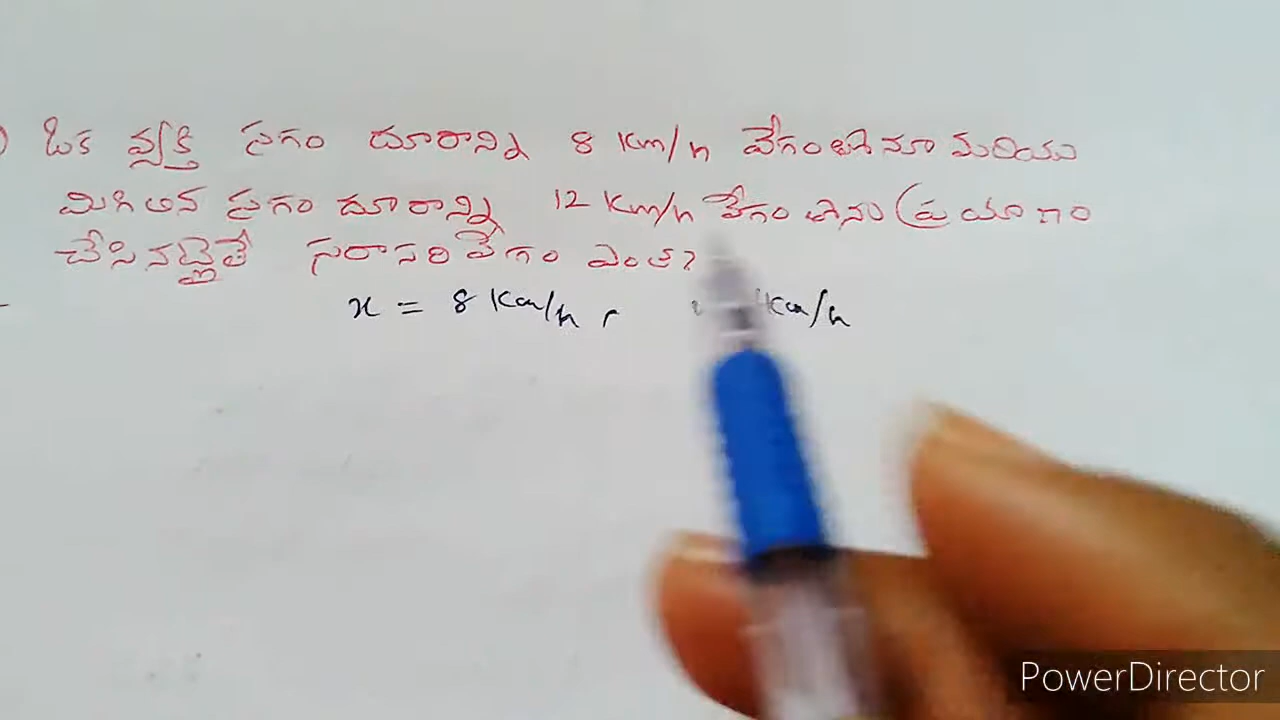 ) ఒక వ్యక్తి సగం దూరాన్ని 8 Km/h వేగంతోనూ మరియు
మిగిలిన సగం దూరాన్ని 12 Km/h వేగం తోను ప్రయాణం
చేసినట్లైతే సరాసరి వేగం ఎంత?
x = 8 Km/h, Km/h
PowerDirector